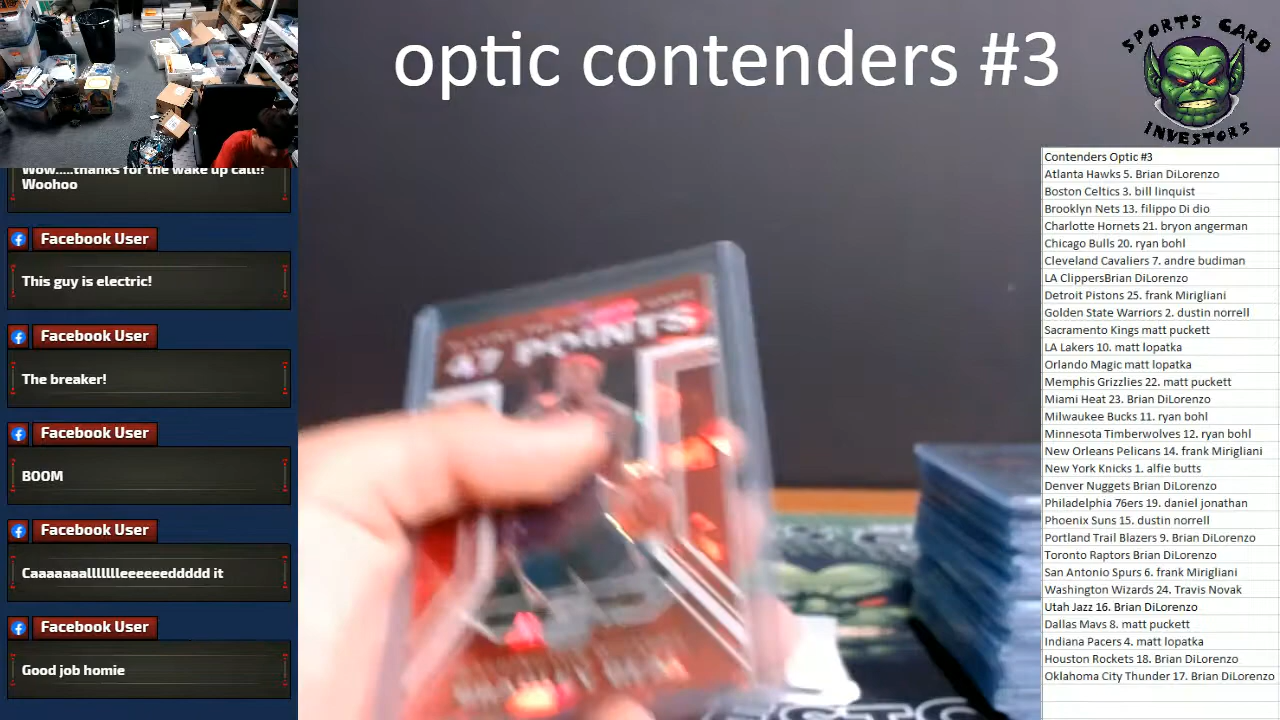 optic contenders #3
SPORTS CARD
INVESTORS
Wow.....thanks for the wake up call!!
Woohoo
Facebook User
This guy is electric!
Facebook User
The breaker!
Facebook User
BOOM
Facebook User
Caaaaaaallllllleeeeeeddddd it
Facebook User
Good job homie
47 POINTS
Contenders Optic #3
Atlanta Hawks 5. Brian DiLorenzo
Boston Celtics 3. bill linquist
Brooklyn Nets 13. filippo Di dio
Charlotte Hornets 21. bryon angerman
Chicago Bulls 20. ryan bohl
Cleveland Cavaliers 7. andre budiman
LA ClippersBrian DiLorenzo
Detroit Pistons 25. frank Mirigliani
Golden State Warriors 2. dustin norrell
Sacramento Kings matt puckett
LA Lakers 10. matt lopatka
Orlando Magic matt lopatka
Memphis Grizzlies 22. matt puckett
Miami Heat 23. Brian DiLorenzo
Milwaukee Bucks 11. ryan bohl
Minnesota Timberwolves 12. ryan bohl
New Orleans Pelicans 14. frank Mirigliani
New York Knicks 1. alfie butts
Denver Nuggets Brian DiLorenzo
Philadelphia 76ers 19. daniel jonathan
Phoenix Suns 15. dustin norrell
Portland Trail Blazers 9. Brian DiLorenzo
Toronto Raptors Brian DiLorenzo
San Antonio Spurs 6. frank Mirigliani
Washington Wizards 24. Travis Novak
Utah Jazz 16. Brian DiLorenzo
Dallas Mavs 8. matt puckett
Indiana Pacers 4. matt lopatka
Houston Rockets 18. Brian DiLorenzo
Oklahoma City Thunder 17. Brian DiLorenzo